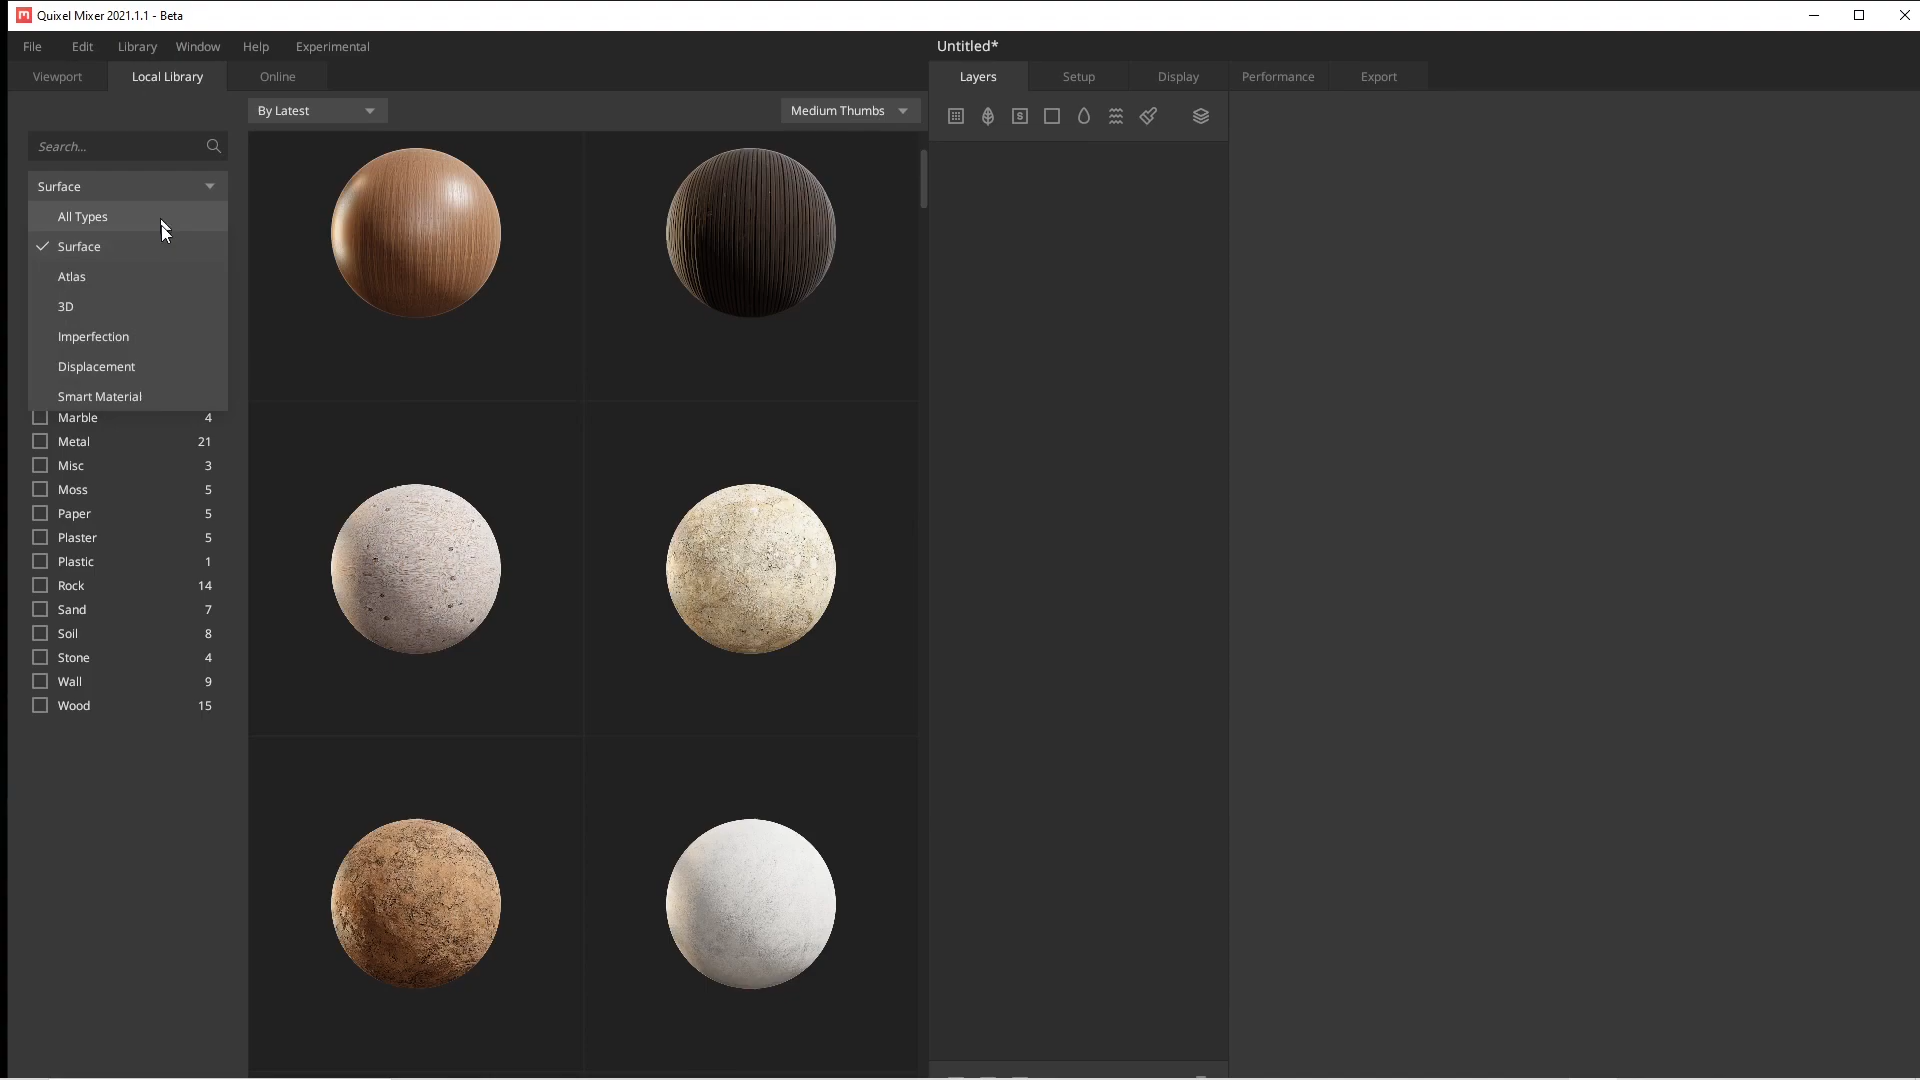 Quixel Mixer 2021.1.1 - Beta
File Edit Library Window Help Experimental
Untitled*
Viewport Local Library Online
Layers Setup Display Performance Export
By Latest
Medium Thumbs
Search...
Surface
All Types
Surface
Atlas
3D
Imperfection
Displacement
Smart Material
Marble 4
Metal 21
Misc 3
Moss 5
Paper 5
Plaster 5
Plastic 1
Rock 14
Sand 7
Soil 8
Stone 4
Wall 9
Wood 15